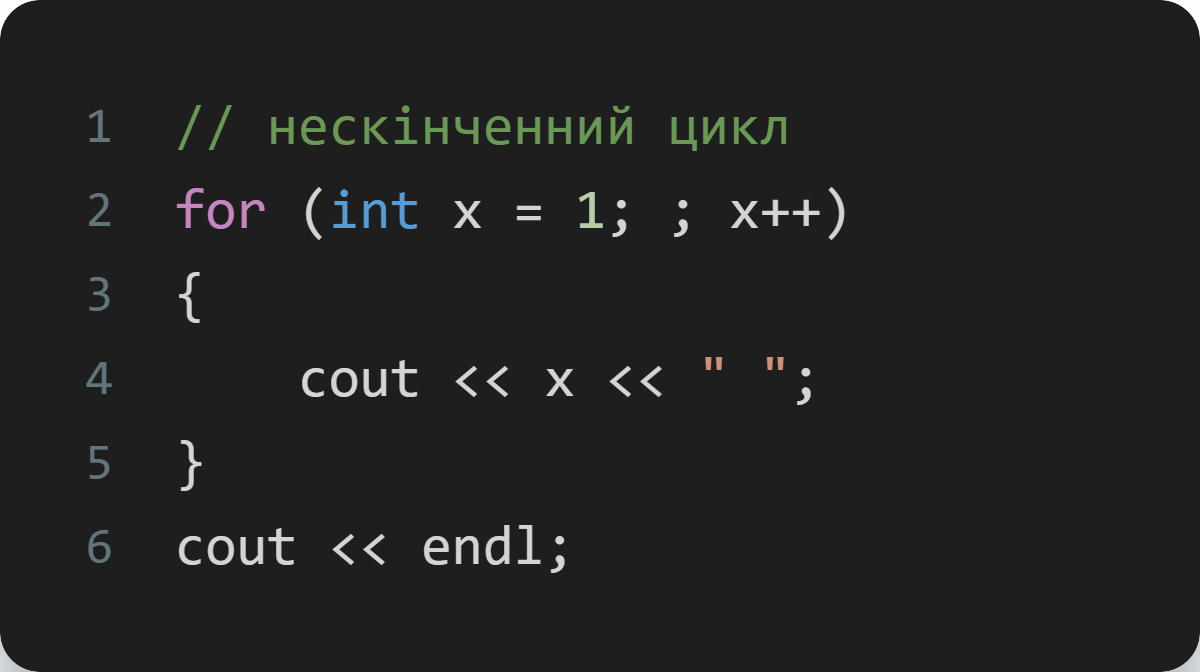 1 // нескінченний цикл
2 for (int x = 1; ; x++)
3 {
4     cout << x << " ";
5 }
6 cout << endl;